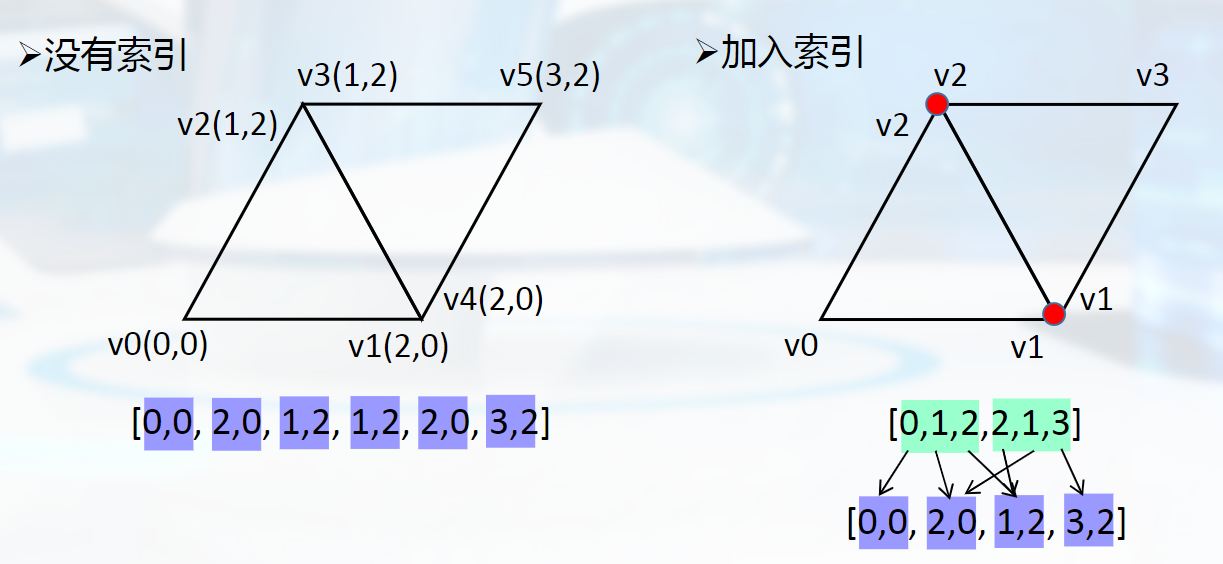 ➢没有索引
v3(1,2)
v5(3,2)
v2(1,2)
v4(2,0)
v0(0,0)
v1(2,0)
[0,0, 2,0, 1,2, 1,2, 2,0, 3,2]
➢加入索引
v2
v3
v2
v1
v0
v1
[0,1,2,2,1,3]
[0,0, 2,0, 1,2, 3,2]